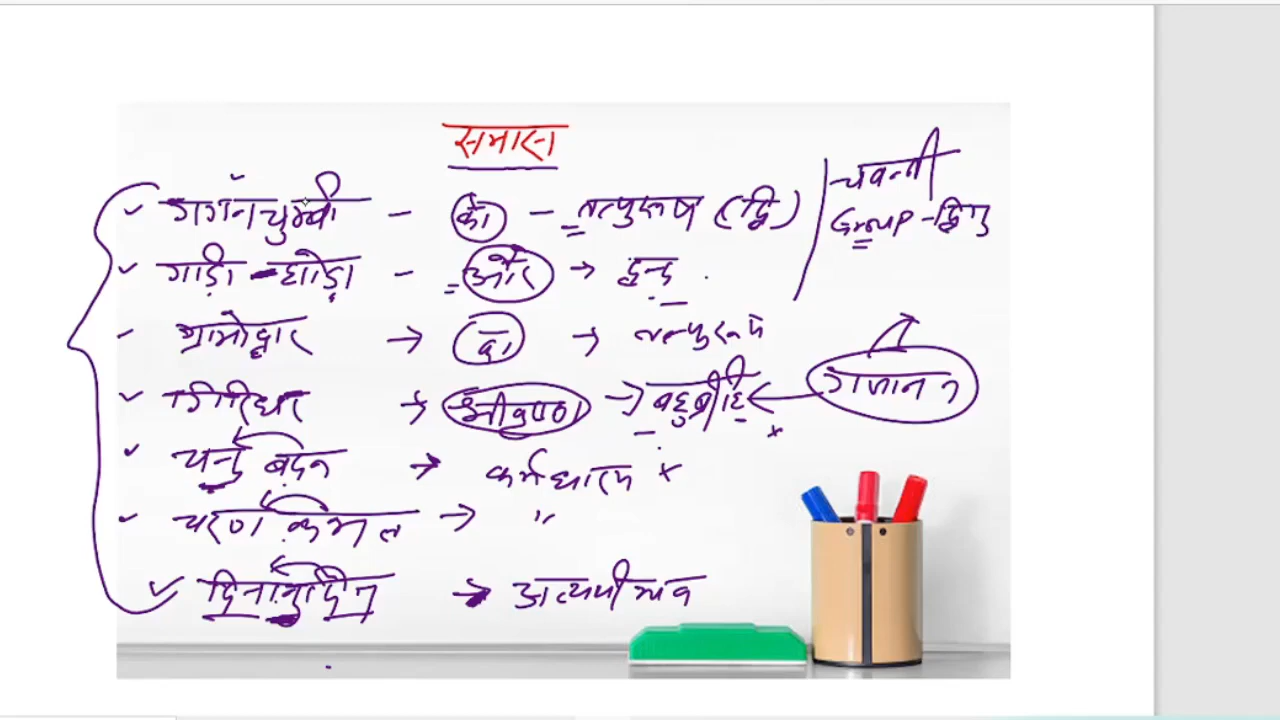 समास
गगनचुम्बी - को - तत्पुरूष (द्वि)
गाड़ी - घोड़ा - और → द्वन्द
ग्रामोद्धार → का → तत्पुरूष
गिरिधर → श्रीकृष्ण → बहुब्रीहि ← गजानन
चन्द्र बदन → कर्मधारय ×
चरण कमल → "
दिनानुदिन → अव्ययीभाव
चवन्नी
Group - द्विगु